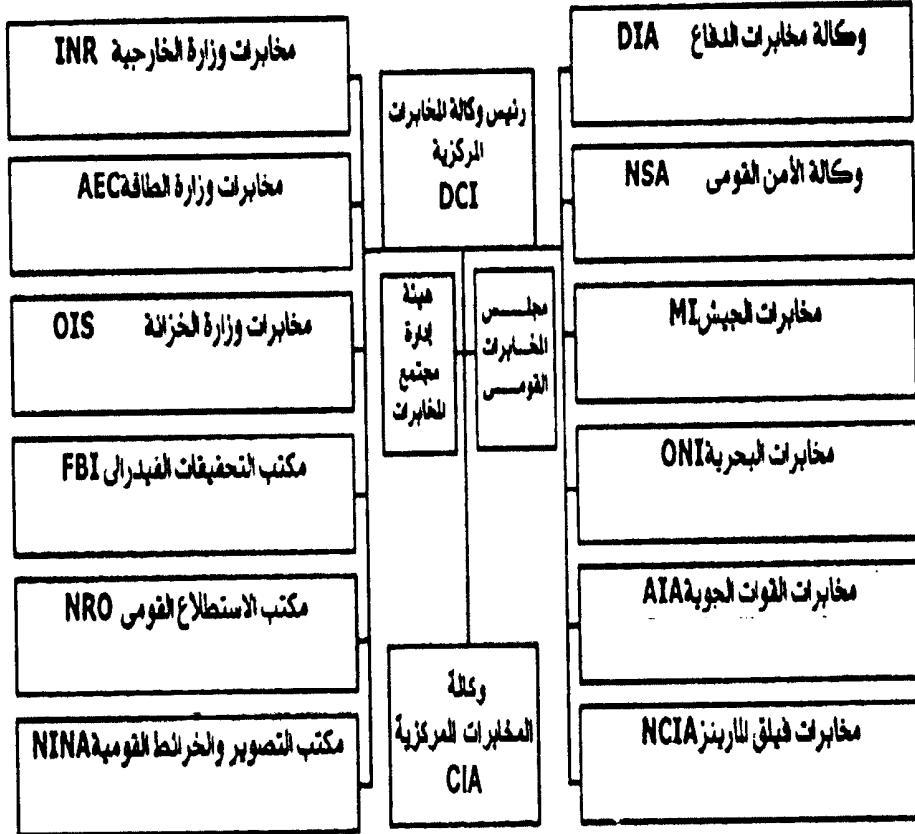 وكالة مخابرات الدفاع DIA
مخابرات وزارة الخارجية INR
رئيس وكالة المخابرات
المركزية
DCI
وكالة الأمن القومى NSA
مخابرات وزارة الطاقة AEC
هيئة
إدارة
مجتمع
المخابرات
مجلس
المخابرات
القومى
مخابرات الجيش MI
مخابرات وزارة الخزانة OIS
مخابرات البحرية ONI
مكتب التحقيقات الفيدرالى FBI
مخابرات القوات الجوية AIA
مكتب الاستطلاع القومى NRO
وكالة
المخابرات المركزية
CIA
مخابرات فيلق المارينز NCIA
مكتب التصوير والخرائط القومية NINA